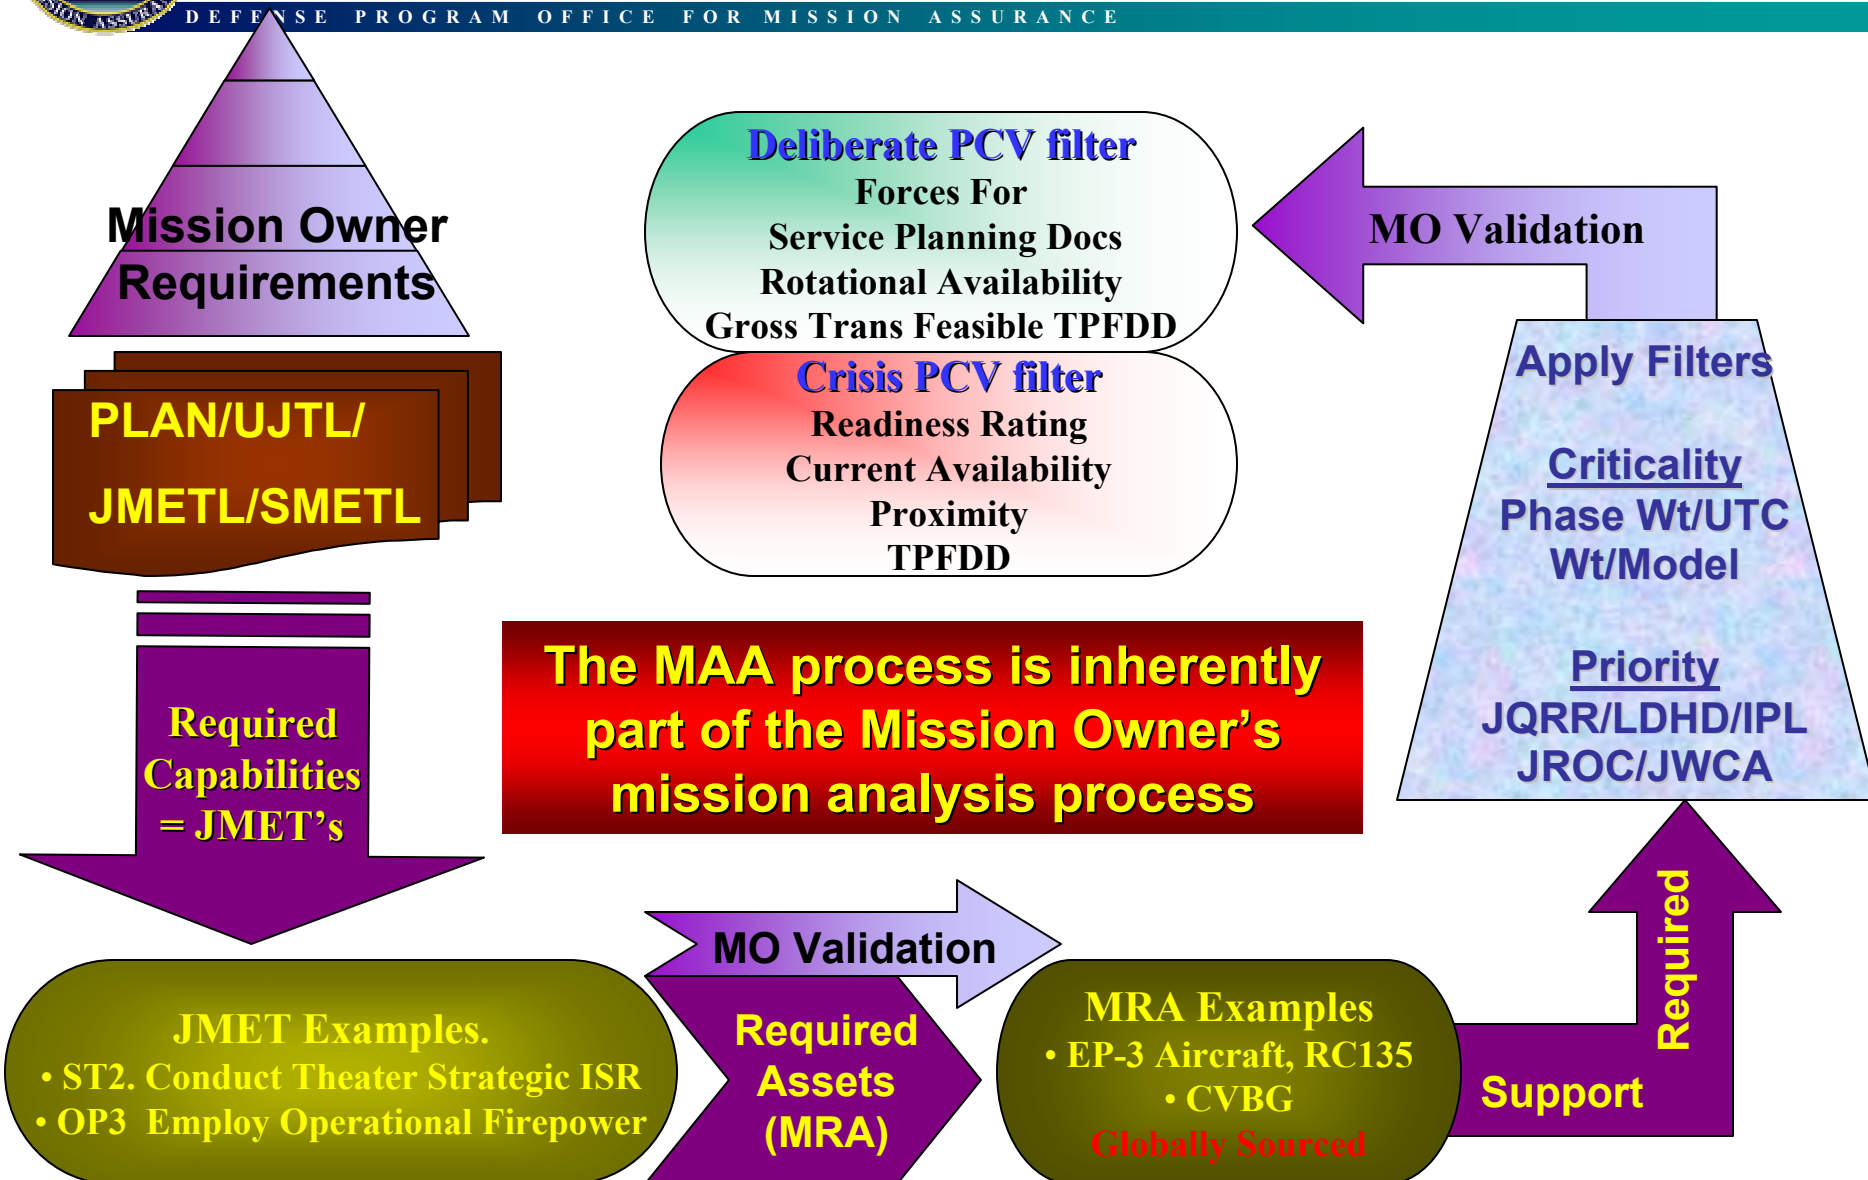 DEFENSE PROGRAM OFFICE FOR MISSION ASSURANCE
Mission Owner
Requirements
PLAN/UJTL/
JMETL/SMETL
Required
Capabilities
= JMET's
JMET Examples.
• ST2. Conduct Theater Strategic ISR
• OP3 Employ Operational Firepower
MO Validation
Required
Assets
(MRA)
MRA Examples
• EP-3 Aircraft, RC135
• CVBG
Globally Sourced
Support
Required
Apply Filters
Criticality
Phase Wt/UTC
Wt/Model
Priority
JQRR/LDHD/IPL
JROC/JWCA
MO Validation
Deliberate PCV filter
Forces For
Service Planning Docs
Rotational Availability
Gross Trans Feasible TPFDD
Crisis PCV filter
Readiness Rating
Current Availability
Proximity
TPFDD
The MAA process is inherently
part of the Mission Owner’s
mission analysis process